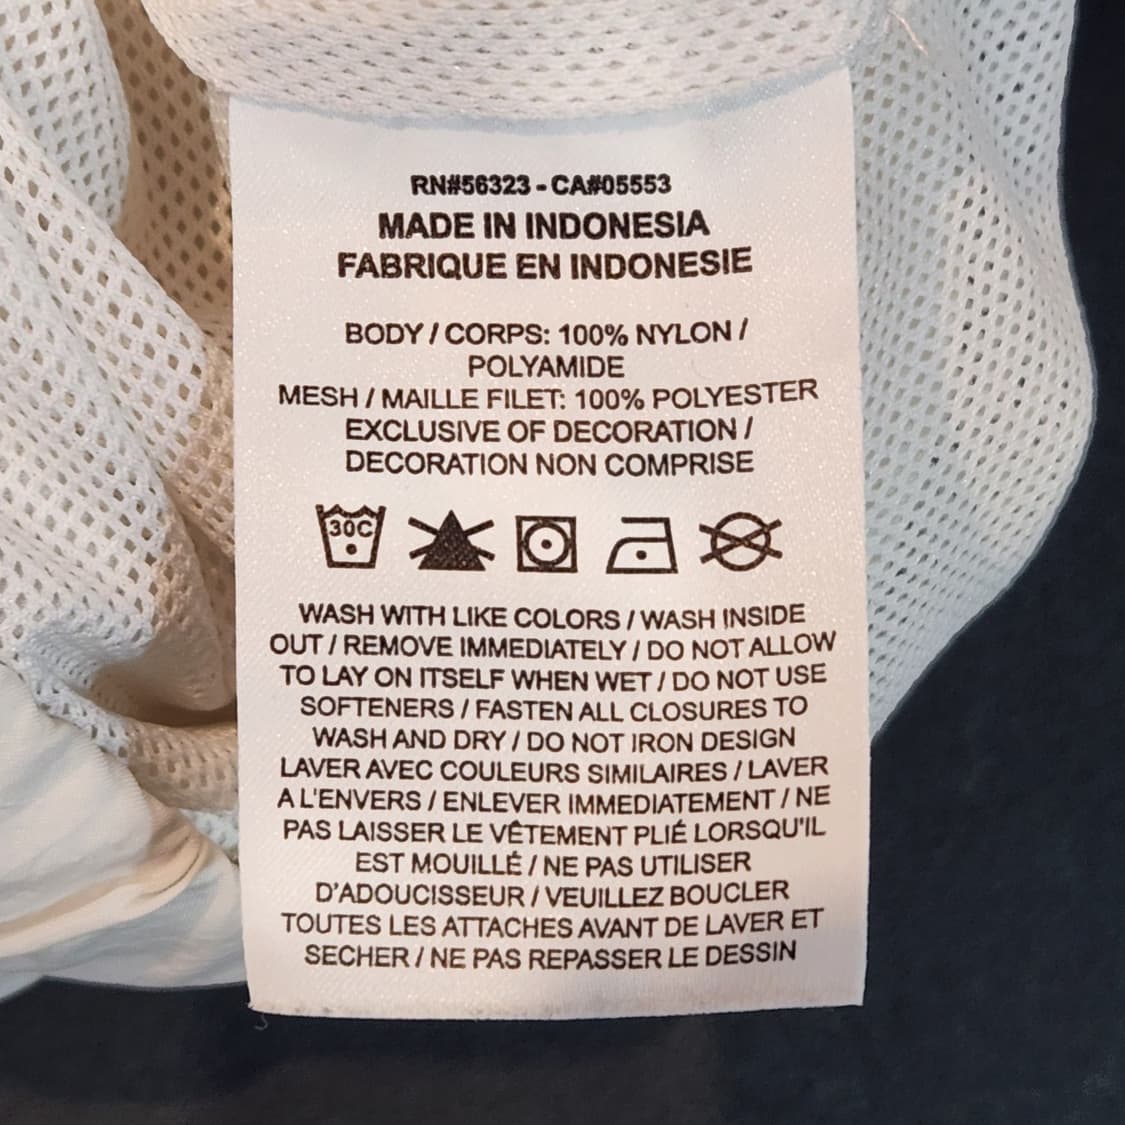 RN#56323 - CA#05553
MADE IN INDONESIA
FABRIQUE EN INDONESIE
BODY / CORPS: 100% NYLON /
POLYAMIDE
MESH / MAILLE FILET: 100% POLYESTER
EXCLUSIVE OF DECORATION /
DECORATION NON COMPRISE
30C
WASH WITH LIKE COLORS / WASH INSIDE
OUT / REMOVE IMMEDIATELY / DO NOT ALLOW
TO LAY ON ITSELF WHEN WET / DO NOT USE
SOFTENERS / FASTEN ALL CLOSURES TO
WASH AND DRY / DO NOT IRON DESIGN
LAVER AVEC COULEURS SIMILAIRES / LAVER
A L'ENVERS / ENLEVER IMMEDIATEMENT / NE
PAS LAISSER LE VÊTEMENT PLIÉ LORSQU'IL
EST MOUILLÉ / NE PAS UTILISER
D'ADOUCISSEUR / VEUILLEZ BOUCLER
TOUTES LES ATTACHES AVANT DE LAVER ET
SECHER / NE PAS REPASSER LE DESSIN